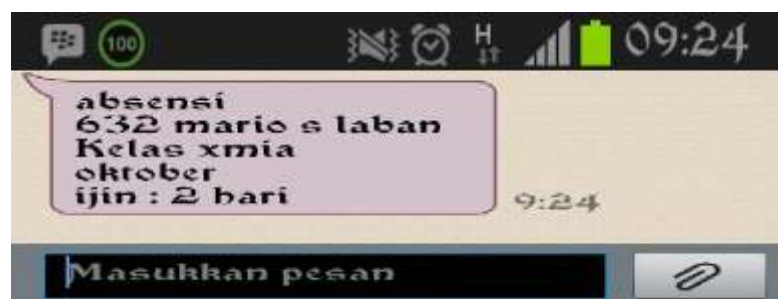 100 H 09:24
absensi
632 mario s laban
Kelas xmia
oktober
ijin : 2 hari
9:24
Masukkan pesan